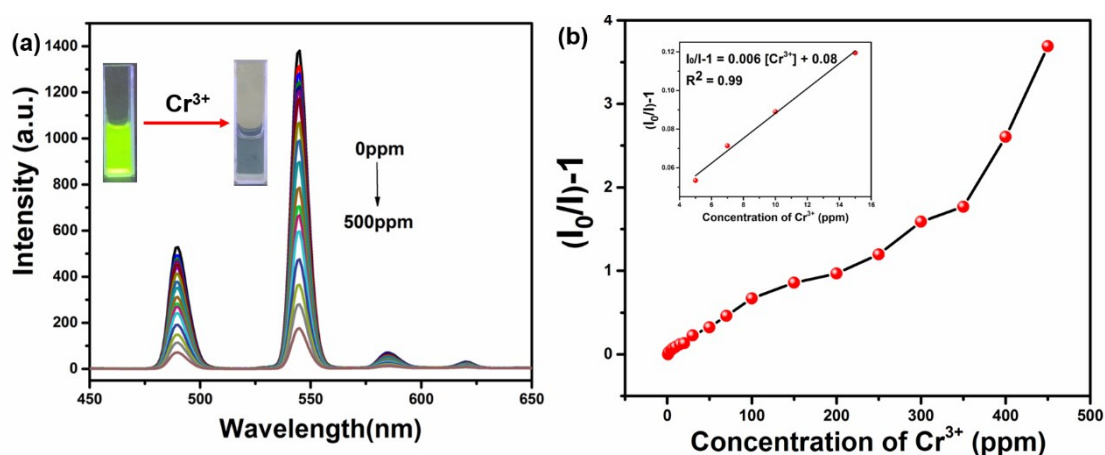 (a)
1400
1200
1000
800
600
400
200
0
Intensity (a.u.)
Cr³⁺
0ppm
500ppm
450
500
550
600
650
Wavelength(nm)
(b)
4
3
2
1
0
(I₀/I)-1
0.12
0.10
0.08
0.06
(I₀/I)-1
I₀/I-1 = 0.006 [Cr³⁺] + 0.08
R² = 0.99
4
6
8
10
12
14
16
Concentration of Cr³⁺ (ppm)
0
100
200
300
400
500
Concentration of Cr³⁺ (ppm)